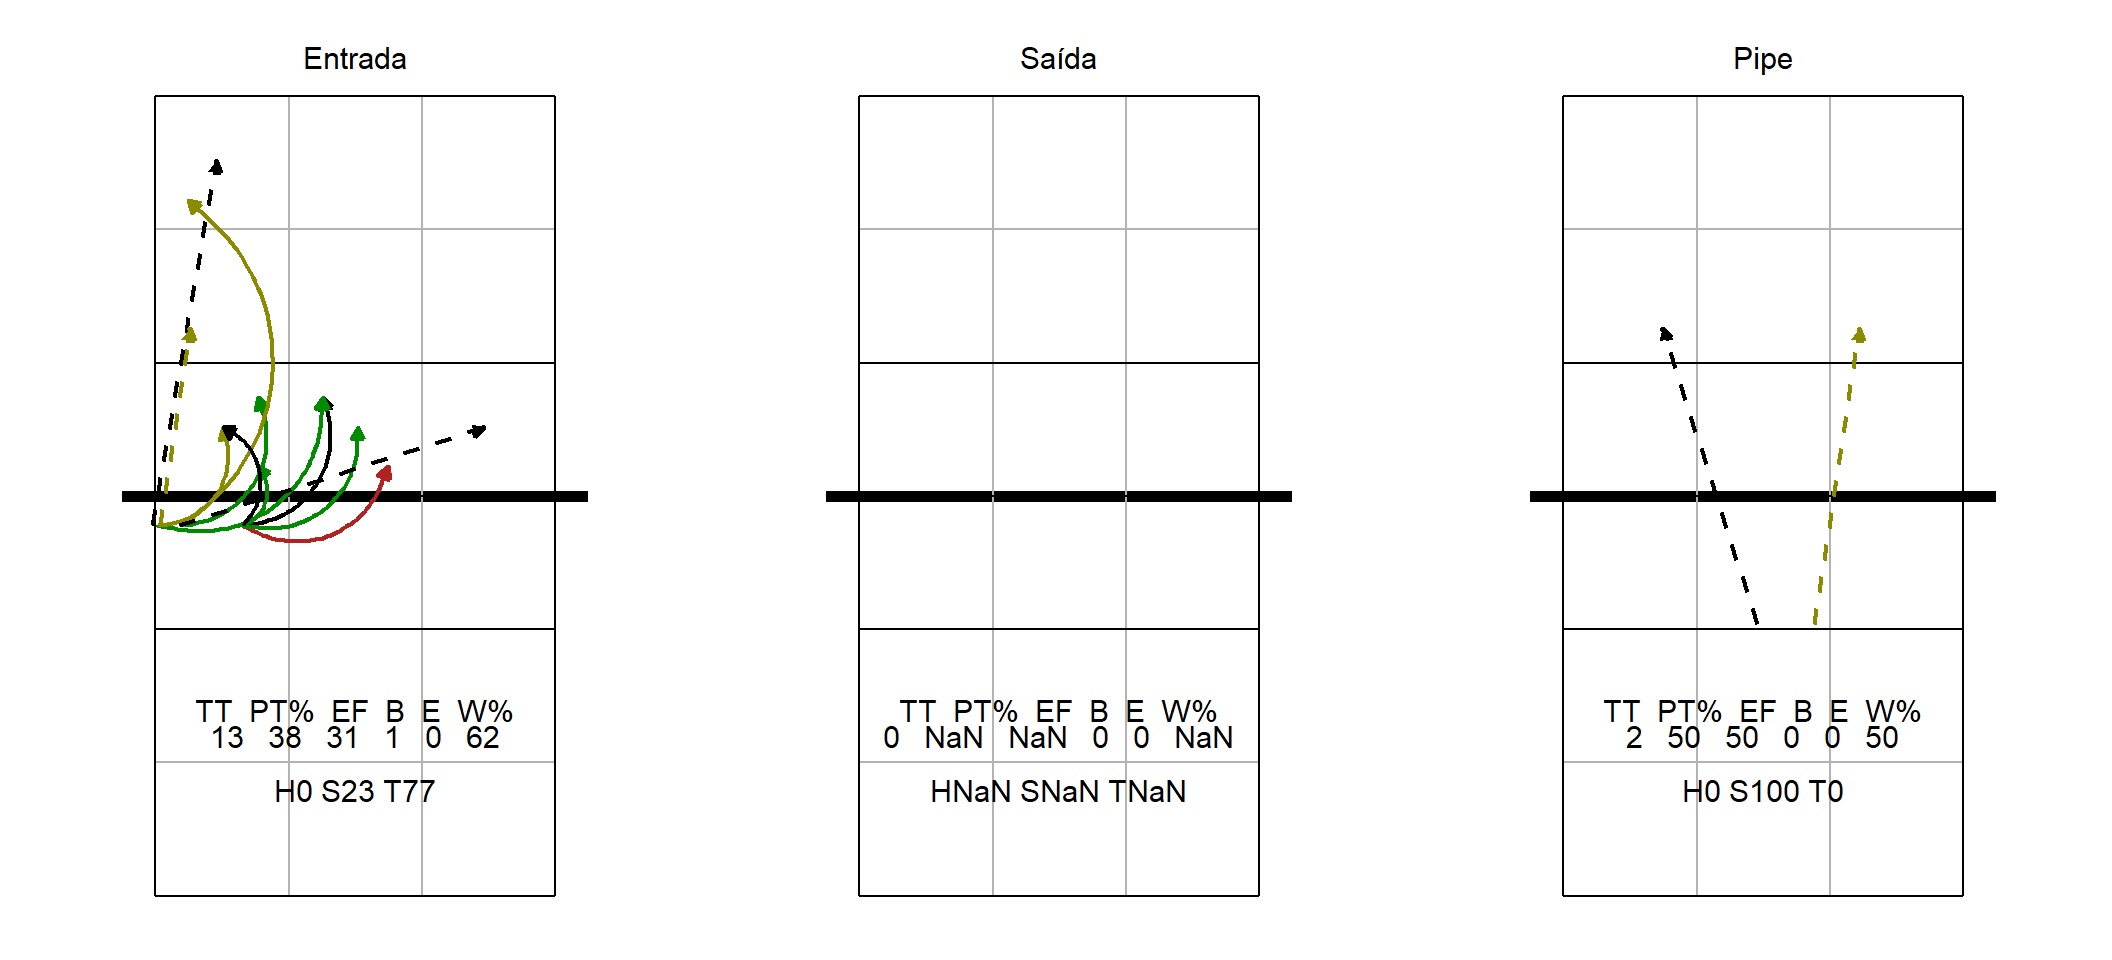 Entrada
TT PT% EF B E W%
13 38 31 1 0 62
H0 S23 T77
Saída
TT PT% EF B E W%
0 NaN NaN 0 0 NaN
HNaN SNaN TNaN
Pipe
TT PT% EF B E W%
2 50 50 0 0 50
H0 S100 T0